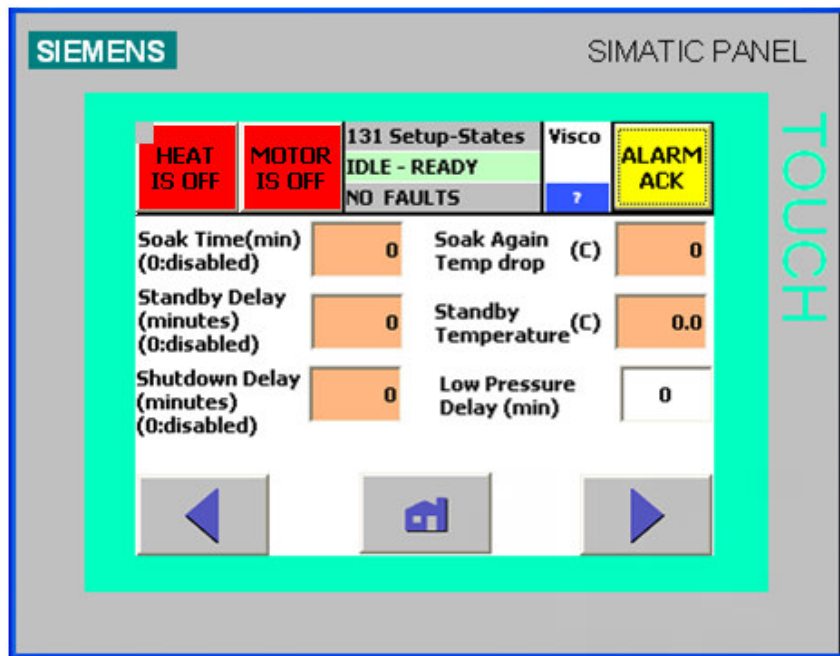 SIEMENS
SIMATIC PANEL
TOUCH
HEAT
IS OFF
MOTOR
IS OFF
131 Setup-States
IDLE - READY
NO FAULTS
Visco
?
ALARM
ACK
Soak Time(min)
(0:disabled)
0
Soak Again
Temp drop
(C)
0
Standby Delay
(minutes)
(0:disabled)
0
Standby
Temperature
(C)
0.0
Shutdown Delay
(minutes)
(0:disabled)
0
Low Pressure
Delay (min)
0